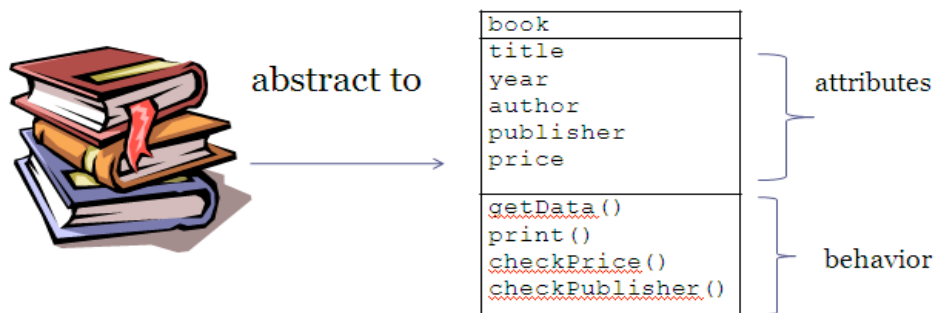 abstract to
book
title
year
author
publisher
price
attributes
getData()
print()
checkPrice()
checkPublisher()
behavior